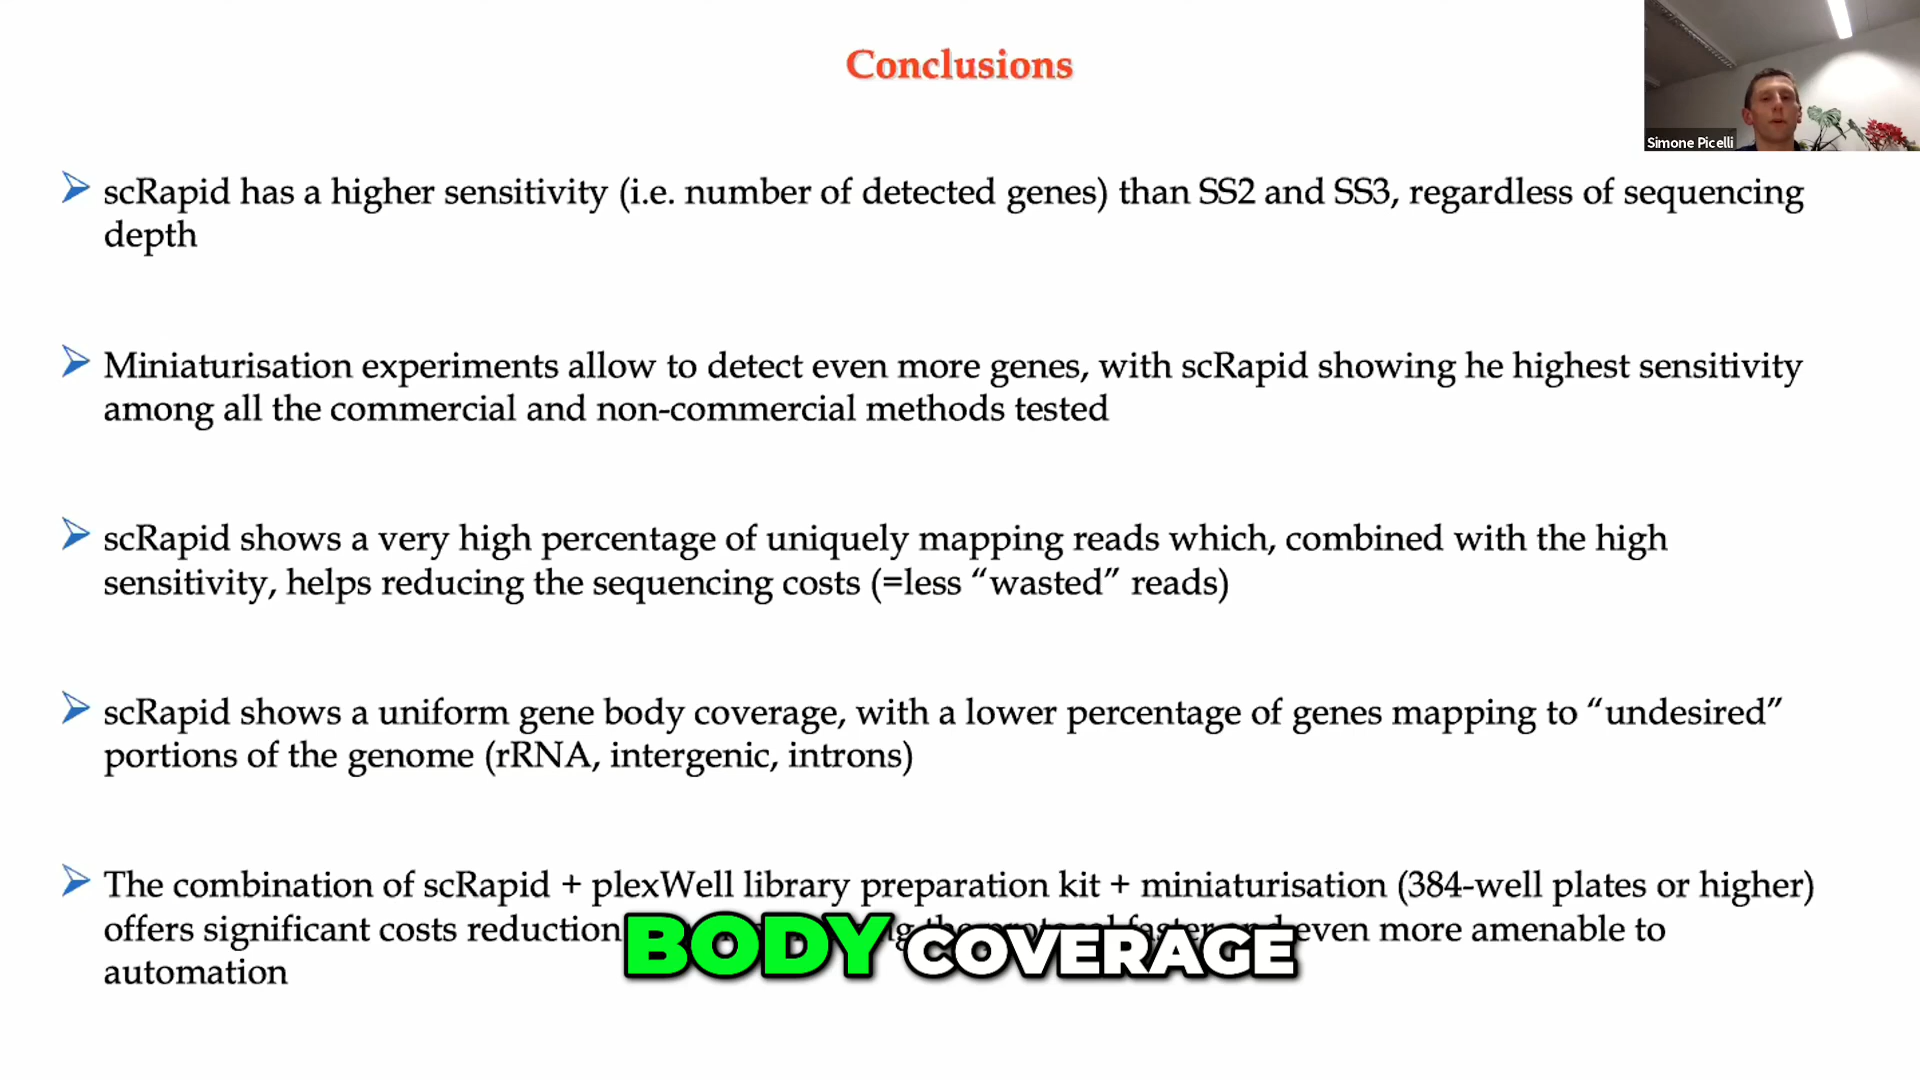 Conclusions
Simone Picelli
scRapid has a higher sensitivity (i.e. number of detected genes) than SS2 and SS3, regardless of sequencing
depth
Miniaturisation experiments allow to detect even more genes, with scRapid showing he highest sensitivity
among all the commercial and non-commercial methods tested
scRapid shows a very high percentage of uniquely mapping reads which, combined with the high
sensitivity, helps reducing the sequencing costs (=less “wasted” reads)
scRapid shows a uniform gene body coverage, with a lower percentage of genes mapping to “undesired”
portions of the genome (rRNA, intergenic, introns)
The combination of scRapid + plexWell library preparation kit + miniaturisation (384-well plates or higher)
offers significant costs reduction the protocol faster and even more amenable to
automation
BODY COVERAGE